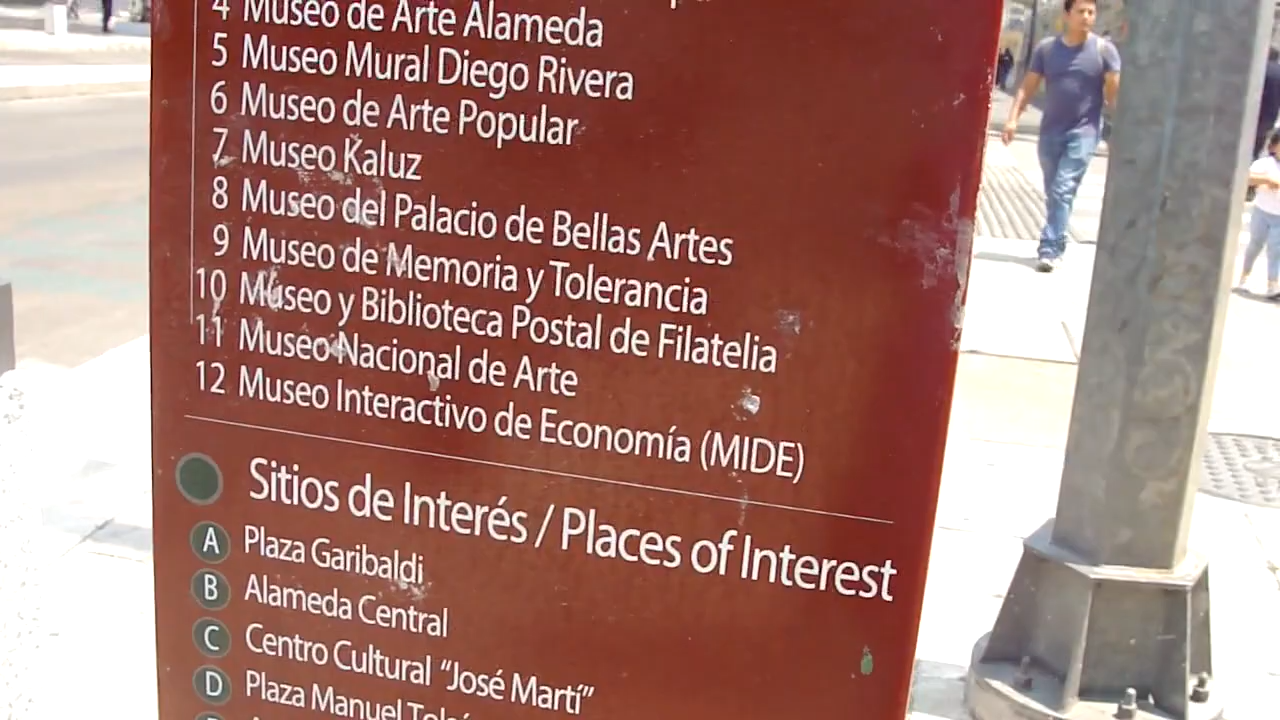 4 Museo de Arte Alameda
5 Museo Mural Diego Rivera
6 Museo de Arte Popular
7 Museo Kaluz
8 Museo del Palacio de Bellas Artes
9 Museo de Memoria y Tolerancia
10 Museo y Biblioteca Postal de Filatelia
11 Museo Nacional de Arte
12 Museo Interactivo de Economía (MIDE)
Sitios de Interés / Places of Interest
A Plaza Garibaldi
B Alameda Central
C Centro Cultural “José Martí”
D Plaza Manuel